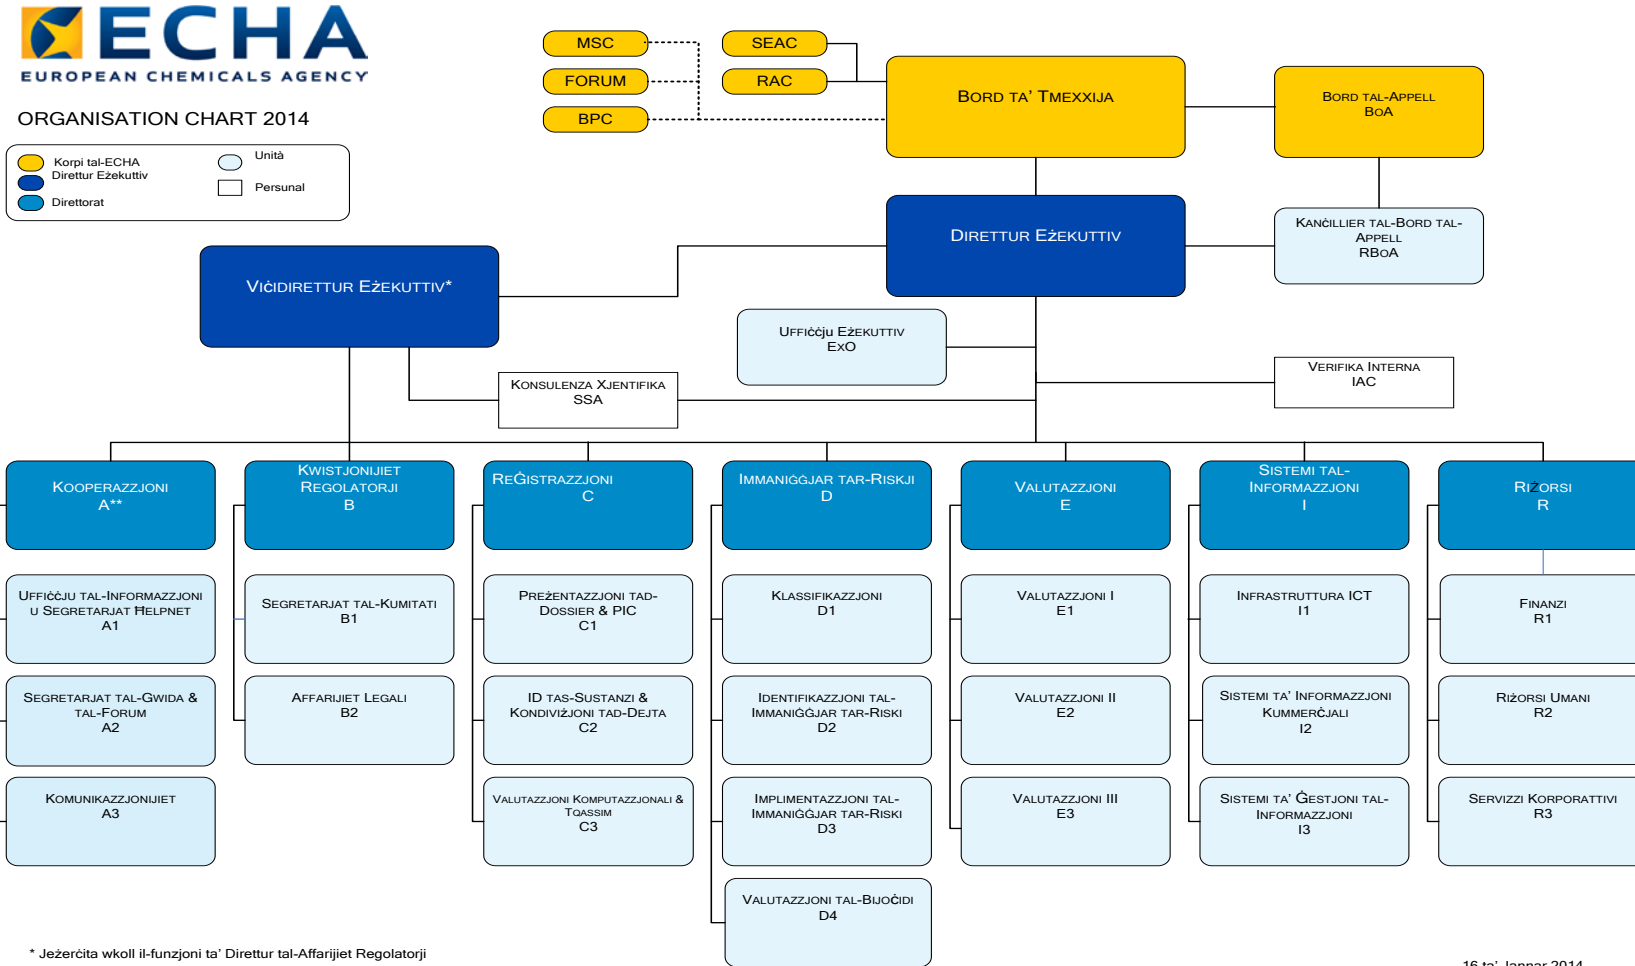 ECHA
EUROPEAN CHEMICALS AGENCY
ORGANISATION CHART 2014
Korpi tal-ECHA
Direttur Eżekuttiv
Direttorat
Unità
Persunal
MSC
FORUM
BPC
SEAC
RAC
BORD TA' TMEXXIJA
BORD TAL-APPELL
BOA
DIRETTUR EŻEKUTTIV
KANĊILLIER TAL-BORD TAL-
APPELL
RBOA
VIĊIDIRETTUR EŻEKUTTIV*
UFFIĊĊJU EŻEKUTTIV
EXO
KONSULENZA XJENTIFIKA
SSA
VERIFIKA INTERNA
IAC
KOOPERAZZJONI
A**
KWISTJONIJIET
REGOLATORJI
B
REĠISTRAZZJONI
C
IMMANIĠĠJAR TAR-RISKJI
D
VALUTAZZJONI
E
SISTEMI TAL-
INFORMAZZJONI
I
RIŻORSI
R
UFFIĊĊJU TAL-INFORMAZZJONI
U SEGRETARJAT ĦELPNET
A1
SEGRETARJAT TAL-KUMITATI
B1
PREŻENTAZZJONI TAD-
DOSSIER & PIC
C1
KLASSIFIKAZZJONI
D1
VALUTAZZJONI I
E1
INFRASTRUTTURA ICT
I1
FINANZI
R1
SEGRETARJAT TAL-GWIDA &
TAL-FORUM
A2
AFFARIJIET LEGALI
B2
ID TAS-SUSTANZI &
KONDIVIŻJONI TAD-DEJTA
C2
IDENTIFIKAZZJONI TAL-
IMMANIĠĠJAR TAR-RISKI
D2
VALUTAZZJONI II
E2
SISTEMI TA' INFORMAZZJONI
KUMMERĊJALI
I2
RIŻORSI UMANI
R2
KOMUNIKAZZJONIJIET
A3
VALUTAZZJONI KOMPUTAZZJONALI &
TQASSIM
C3
IMPLIMENTAZZJONI TAL-
IMMANIĠĠJAR TAR-RISKI
D3
VALUTAZZJONI III
E3
SISTEMI TA' ĠESTJONI TAL-
INFORMAZZJONI
I3
SERVIZZI KORPORATTIVI
R3
VALUTAZZJONI TAL-BIJOĊIDI
D4
* Jeżerċita wkoll il-funzjoni ta' Direttur tal-Affarijiet Regolatorji
16 ta' Jannar 2014